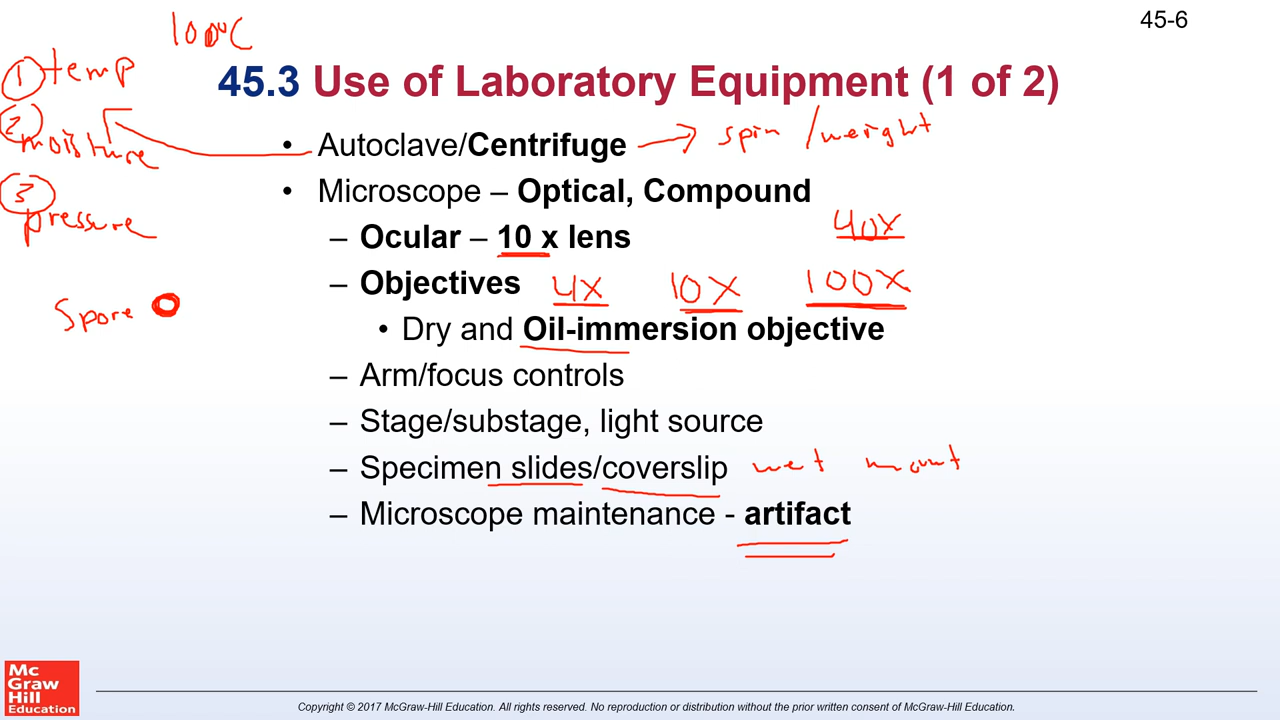 45-6
100°C
① temp
45.3 Use of Laboratory Equipment (1 of 2)
② moisture
• Autoclave/Centrifuge → spin / weight
③ pressure
• Microscope – Optical, Compound
– Ocular – 10 x lens
40X
– Objectives 4X 10X 100X
Spore
• Dry and Oil-immersion objective
– Arm/focus controls
– Stage/substage, light source
– Specimen slides/coverslip wet mount
– Microscope maintenance - artifact
Mc
Graw
Hill
Education
Copyright © 2017 McGraw-Hill Education. All rights reserved. No reproduction or distribution without the prior written consent of McGraw-Hill Education.